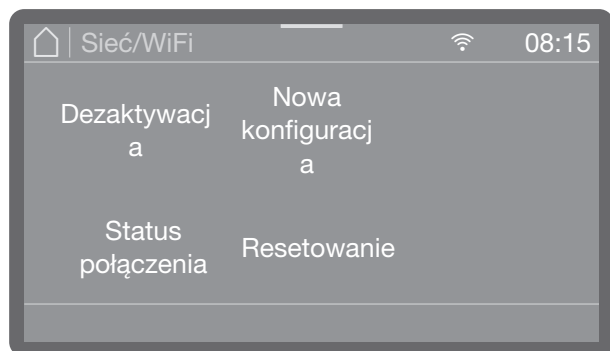 Sieć/WiFi 08:15
Dezaktywacj
a
Nowa
konfiguracj
a
Status
połączenia
Resetowanie